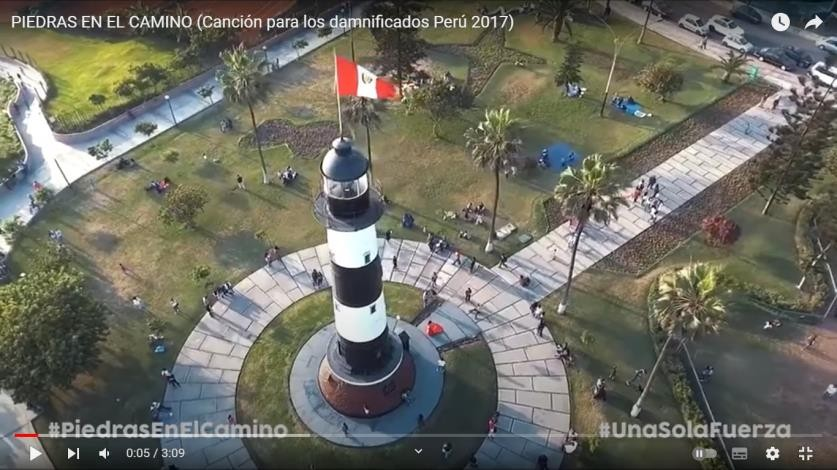 PIEDRAS EN EL CAMINO (Canción para los damnificados Perú 2017)
#PiedrasEnElCamino
#UnaSolaFuerza
0:05 / 3:09